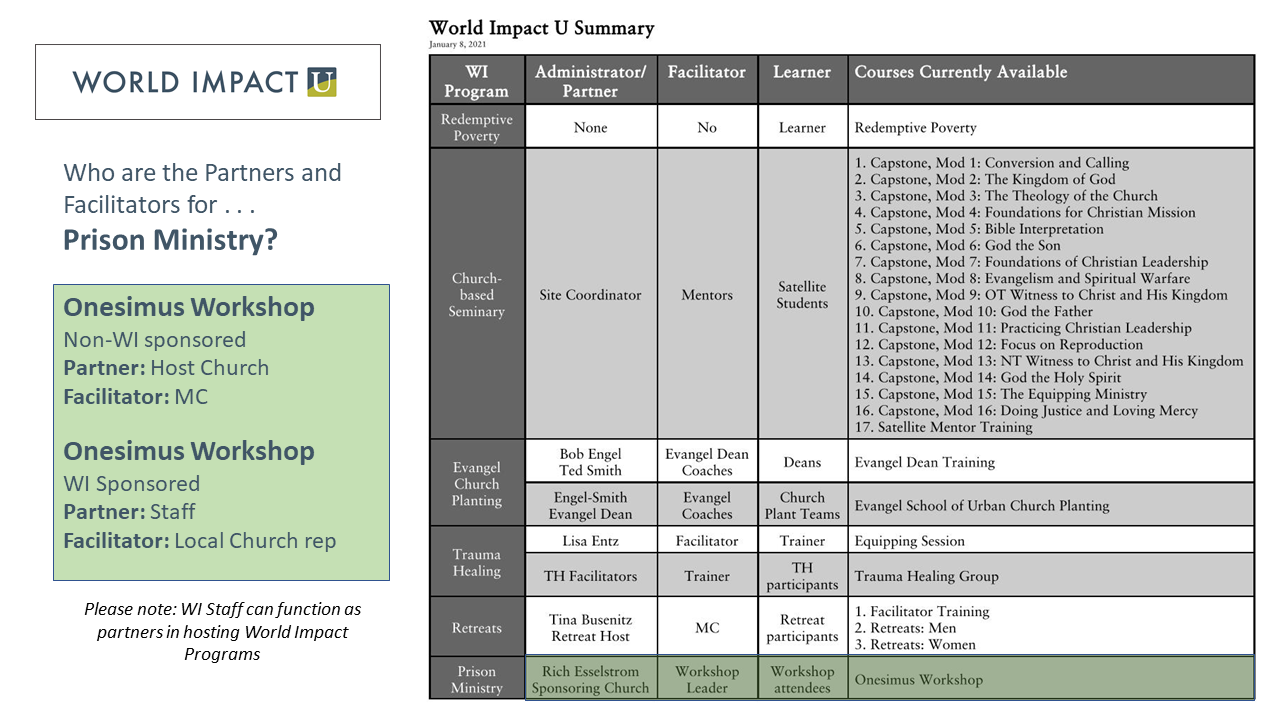 WORLD IMPACT U
Who are the Partners and
Facilitators for . . .
Prison Ministry?
Onesimus Workshop
Non-WI sponsored
Partner: Host Church
Facilitator: MC
Onesimus Workshop
WI Sponsored
Partner: Staff
Facilitator: Local Church rep
Please note: WI Staff can function as
partners in hosting World Impact
Programs
World Impact U Summary
January 8, 2021
WI
Program
Administrator/
Partner
Facilitator
Learner
Courses Currently Available
Redemptive
Poverty
None
No
Learner
Redemptive Poverty
Church-
based
Seminary
Site Coordinator
Mentors
Satellite
Students
1. Capstone, Mod 1: Conversion and Calling
2. Capstone, Mod 2: The Kingdom of God
3. Capstone, Mod 3: The Theology of the Church
4. Capstone, Mod 4: Foundations for Christian Mission
5. Capstone, Mod 5: Bible Interpretation
6. Capstone, Mod 6: God the Son
7. Capstone, Mod 7: Foundations of Christian Leadership
8. Capstone, Mod 8: Evangelism and Spiritual Warfare
9. Capstone, Mod 9: OT Witness to Christ and His Kingdom
10. Capstone, Mod 10: God the Father
11. Capstone, Mod 11: Practicing Christian Leadership
12. Capstone, Mod 12: Focus on Reproduction
13. Capstone, Mod 13: NT Witness to Christ and His Kingdom
14. Capstone, Mod 14: God the Holy Spirit
15. Capstone, Mod 15: The Equipping Ministry
16. Capstone, Mod 16: Doing Justice and Loving Mercy
17. Satellite Mentor Training
Evangel
Church
Planting
Bob Engel
Ted Smith
Evangel Dean
Coaches
Deans
Evangel Dean Training
Engel-Smith
Evangel Dean
Evangel
Coaches
Church
Plant Teams
Evangel School of Urban Church Planting
Trauma
Healing
Lisa Entz
Facilitator
Trainer
Equipping Session
TH Facilitators
Trainer
TH
participants
Trauma Healing Group
Retreats
Tina Busenitz
Retreat Host
MC
Retreat
participants
1. Facilitator Training
2. Retreats: Men
3. Retreats: Women
Prison
Ministry
Rich Esselstrom
Sponsoring Church
Workshop
Leader
Workshop
attendees
Onesimus Workshop